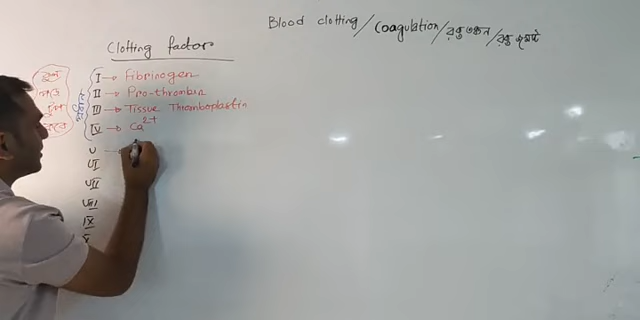 Blood clotting / Coagulation / রক্ত তঞ্চন / রক্ত জমাট
Clotting factors
I → Fibrinogen
II → Pro-thrombin
III → Tissue Thromboplastin
IV → Ca2+
V →
VI
VII
VIII
IX
X